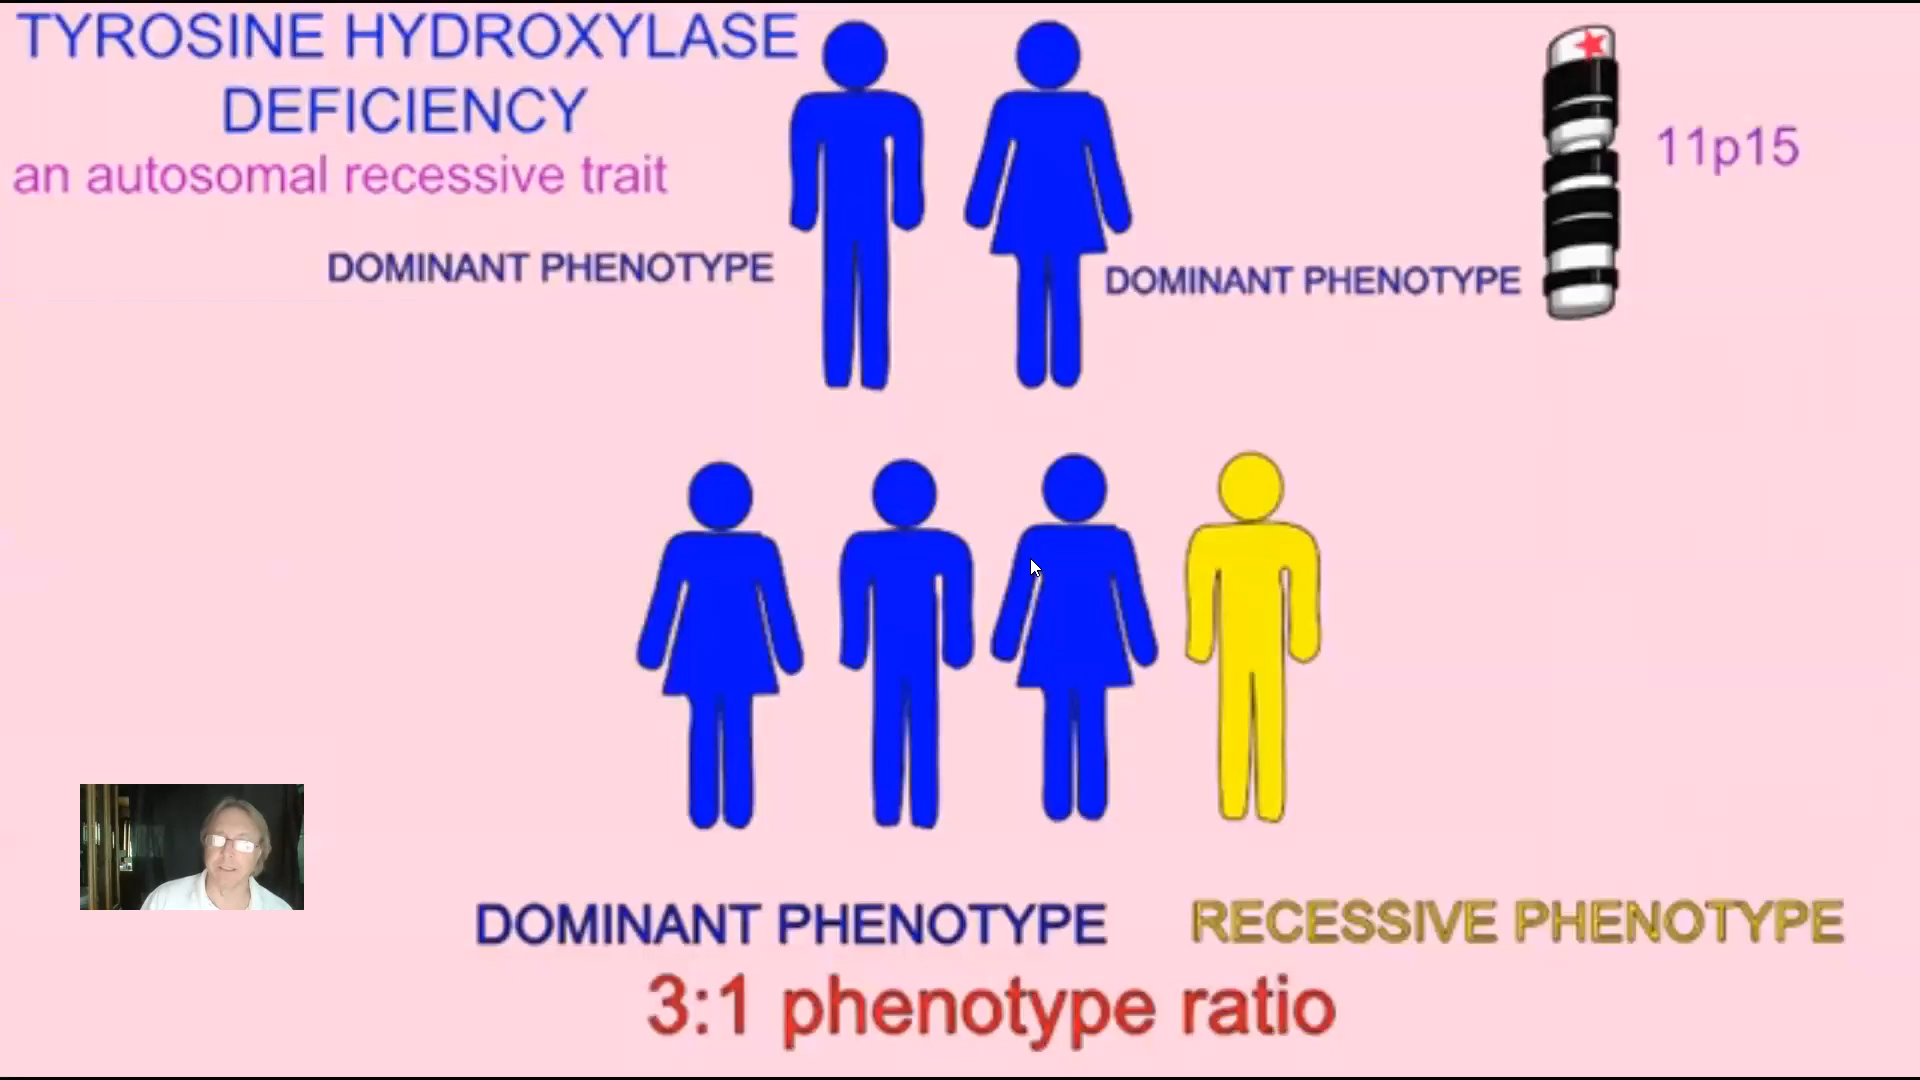 TYROSINE HYDROXYLASE
DEFICIENCY
an autosomal recessive trait
11p15
DOMINANT PHENOTYPE
DOMINANT PHENOTYPE
DOMINANT PHENOTYPE
RECESSIVE PHENOTYPE
3:1 phenotype ratio